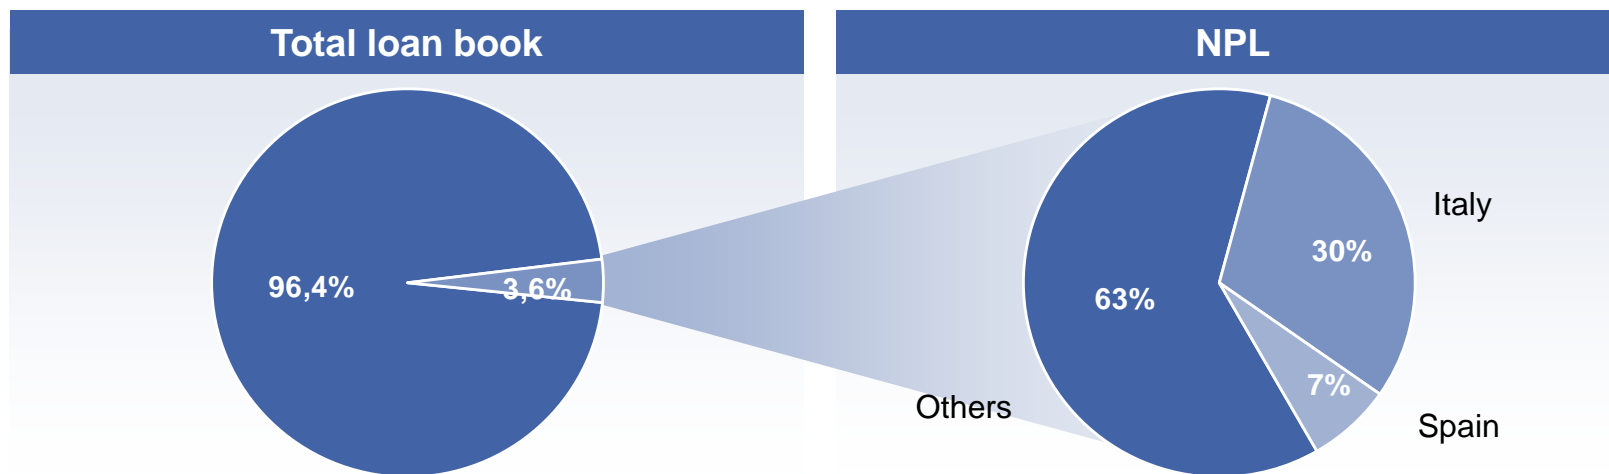 Total loan book
NPL
Italy
30%
96,4%
3,6%
63%
7%
Others
Spain